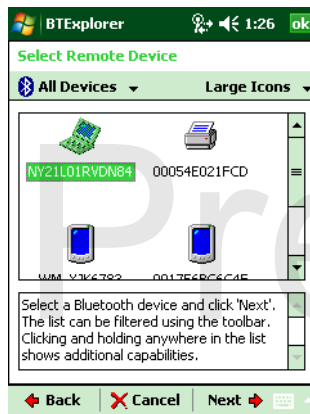 BTExplorer
1:26 ok
Select Remote Device
All Devices
Large Icons
NY21L01RVDN84 00054E021FCD
Select a Bluetooth device and click 'Next'.
The list can be filtered using the toolbar.
Clicking and holding anywhere in the list
shows additional capabilities.
Back Cancel Next
Pre